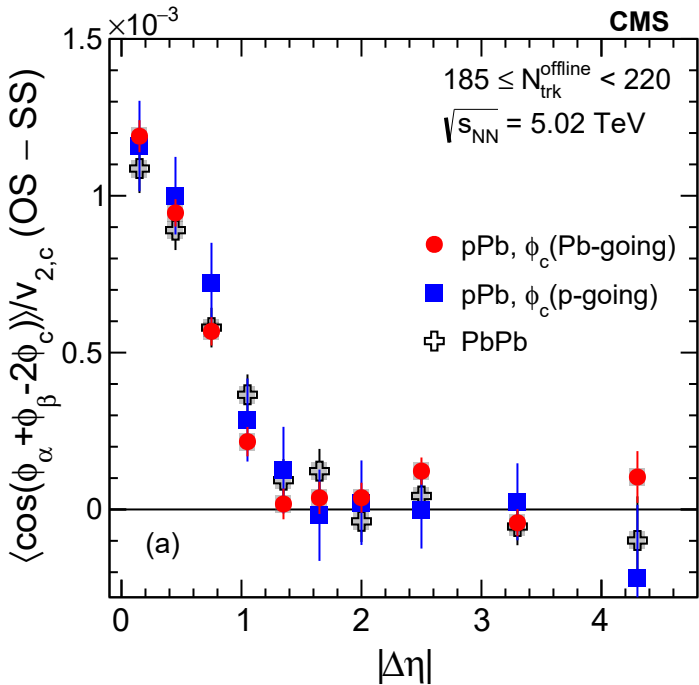 ×10⁻³
CMS
1.5
1
0.5
0
185 ≤ N_trk^offline < 220
√s_NN = 5.02 TeV
pPb, ϕ_c(Pb-going)
pPb, ϕ_c(p-going)
PbPb
(a)
⟨cos(ϕ_α+ϕ_β-2ϕ_c)⟩/v_2,c (OS − SS)
0 1 2 3 4
|Δη|